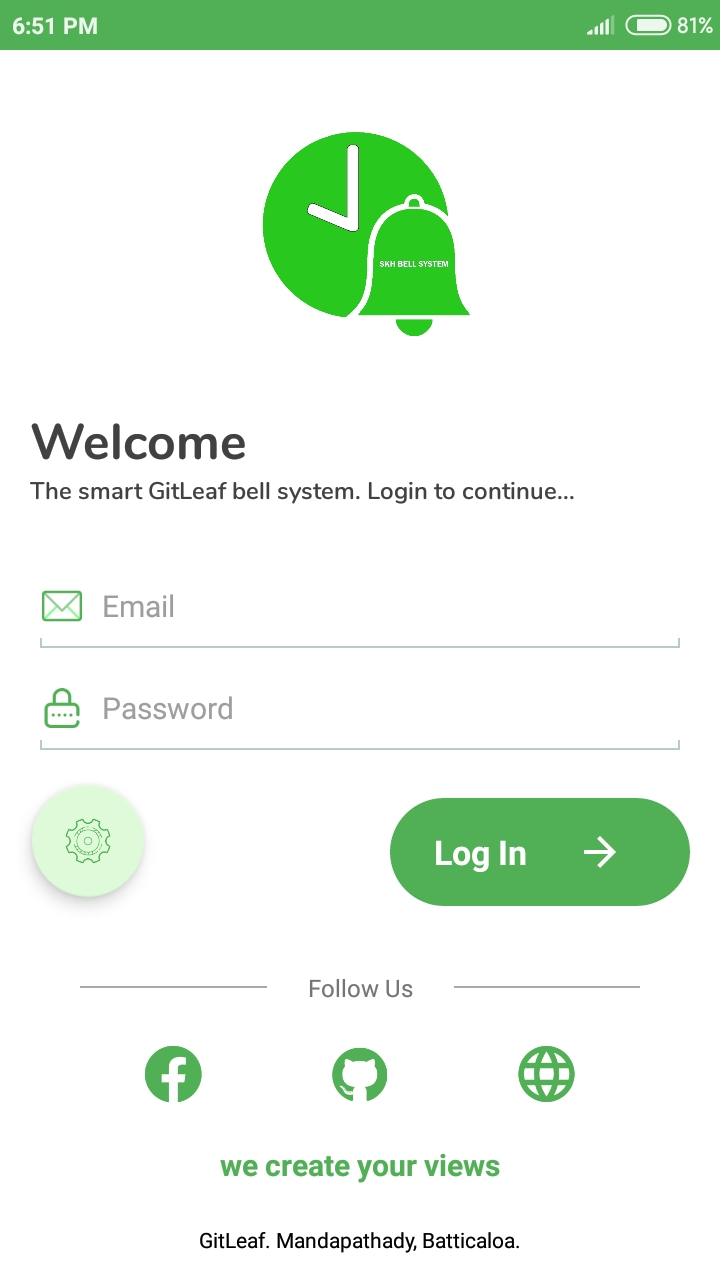 6:51 PM
81%
SKH BELL SYSTEM
Welcome
The smart GitLeaf bell system. Login to continue...
Email
Password
Log In
Follow Us
we create your views
GitLeaf. Mandapathady, Batticaloa.